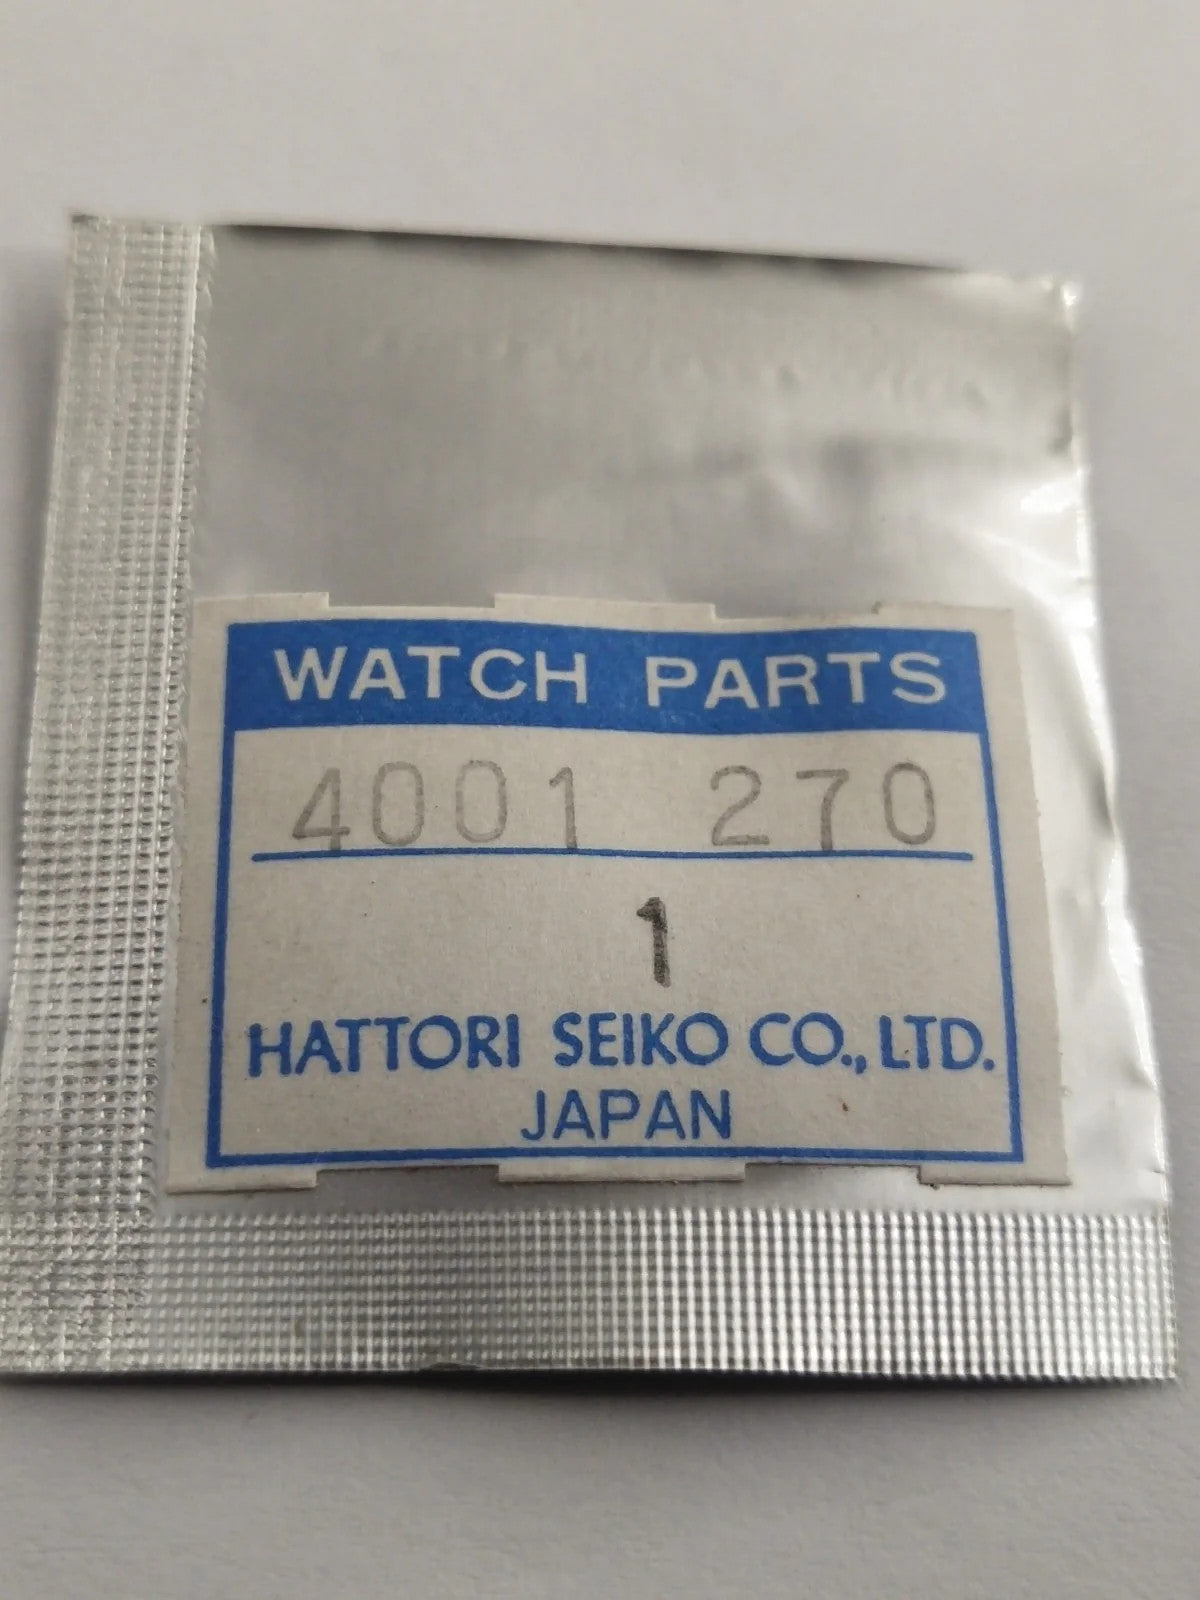 WATCH PARTS
4001 270
1
HATTORI SEIKO CO., LTD.
JAPAN